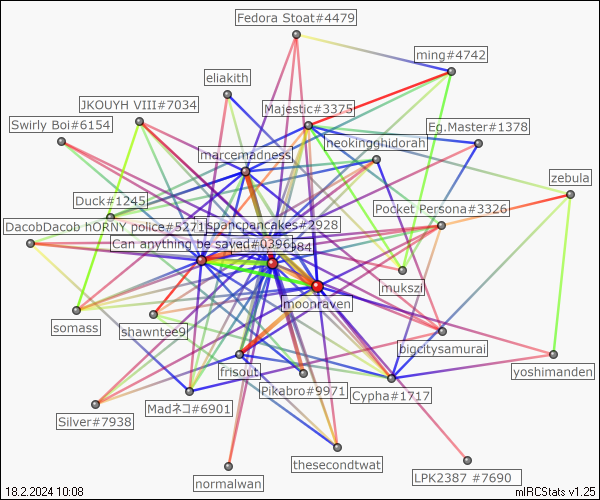 Fedora Stoat#4479
ming#4742
eliakith
JKOUYH VIII#7034
Majestic#3375
Swirly Boi#6154
Eg.Master#1378
neokingghidorah
marcemadness
zebula
Duck#1245
Pocket Persona#3326
DacobDacob hORNY police#5271
spancpancakes#2928
Can anything be saved#0396
984
mukszi
moonraven
somass
shawntee9
bigcitysamurai
frisout
yoshimanden
Pikabro#9971
Cypha#1717
Silver#7938
Madネコ#6901
thesecondtwat
LPK2387 #7690
normalwan
18.2.2024 10:08
mIRCStats v1.25